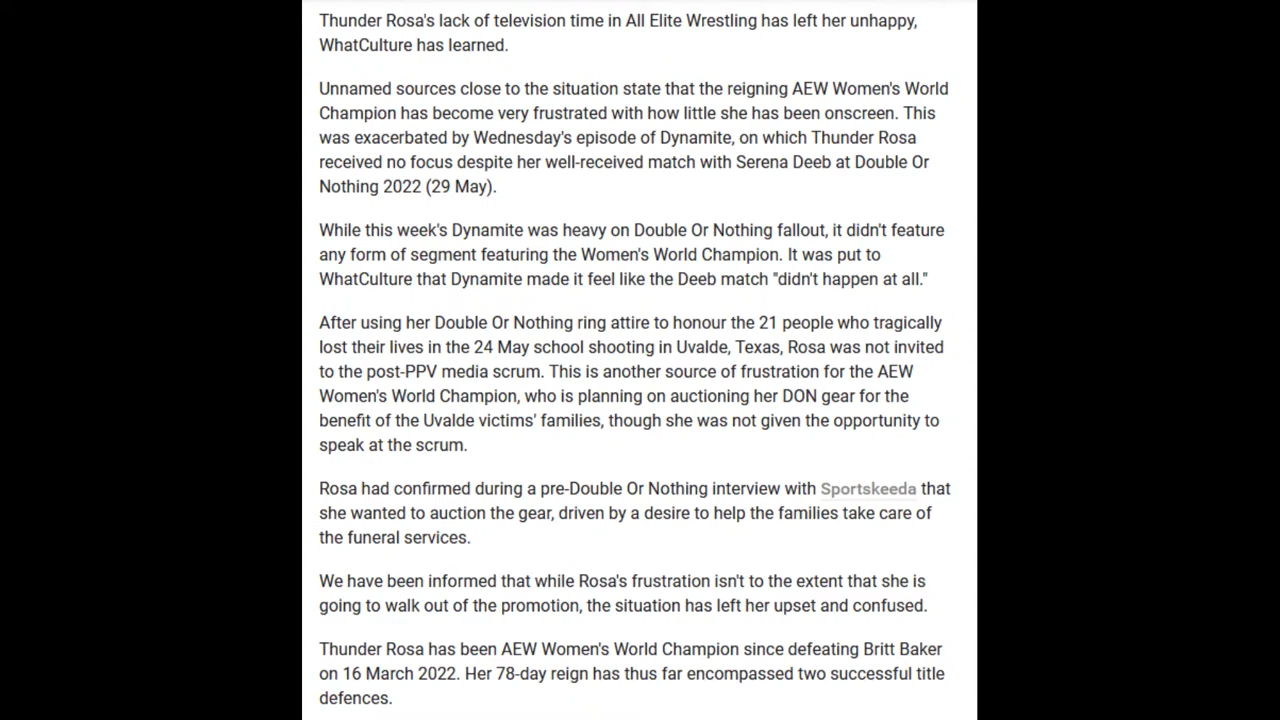 Thunder Rosa's lack of television time in All Elite Wrestling has left her unhappy,
WhatCulture has learned.
Unnamed sources close to the situation state that the reigning AEW Women's World
Champion has become very frustrated with how little she has been onscreen. This
was exacerbated by Wednesday's episode of Dynamite, on which Thunder Rosa
received no focus despite her well-received match with Serena Deeb at Double Or
Nothing 2022 (29 May).
While this week's Dynamite was heavy on Double Or Nothing fallout, it didn't feature
any form of segment featuring the Women's World Champion. It was put to
WhatCulture that Dynamite made it feel like the Deeb match "didn't happen at all."
After using her Double Or Nothing ring attire to honour the 21 people who tragically
lost their lives in the 24 May school shooting in Uvalde, Texas, Rosa was not invited
to the post-PPV media scrum. This is another source of frustration for the AEW
Women's World Champion, who is planning on auctioning her DON gear for the
benefit of the Uvalde victims' families, though she was not given the opportunity to
speak at the scrum.
Rosa had confirmed during a pre-Double Or Nothing interview with Sportskeeda that
she wanted to auction the gear, driven by a desire to help the families take care of
the funeral services.
We have been informed that while Rosa's frustration isn't to the extent that she is
going to walk out of the promotion, the situation has left her upset and confused.
Thunder Rosa has been AEW Women's World Champion since defeating Britt Baker
on 16 March 2022. Her 78-day reign has thus far encompassed two successful title
defences.